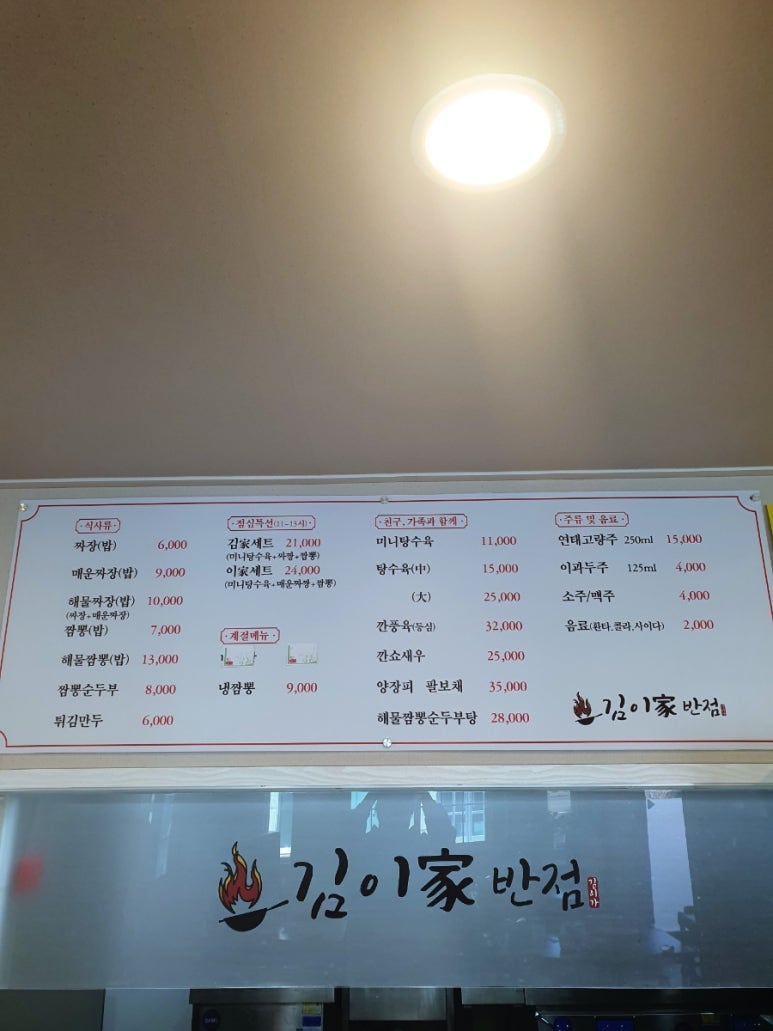 ·식사류·
짜장(밥) 6,000
매운짜장(밥) 9,000
해물짜장(밥) 10,000
(짜장+매운짜장)
짬뽕(밥) 7,000
해물짬뽕(밥) 13,000
짬뽕순두부 8,000
튀김만두 6,000
·점심특선(11~13시)·
김家세트 21,000
(미니탕수육+짜짱+짬뽕)
이家세트 24,000
(미니탕수육+매운짜짱+짬뽕)
·계절메뉴·
냉짬뽕 9,000
·친구, 가족과 함께·
미니탕수육 11,000
탕수육(中) 15,000
(大) 25,000
깐풍육(등심) 32,000
깐쇼새우 25,000
양장피 팔보채 35,000
해물짬뽕순두부탕 28,000
·주류 및 음료·
연태고량주 250ml 15,000
이과두주 125ml 4,000
소주/맥주 4,000
음료(환타,콜라,사이다) 2,000
김이家 반점
김이家 반점 김이가